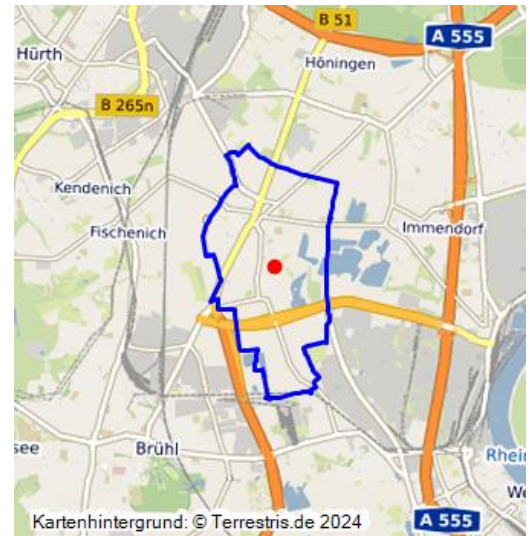 B 51
A 555
Hürth
Höningen
B 265n
Kendenich
Immendorf
Fischenich
see
Brühl
Rhein
We
Kartenhintergrund: © Terrestris.de 2024
A 555